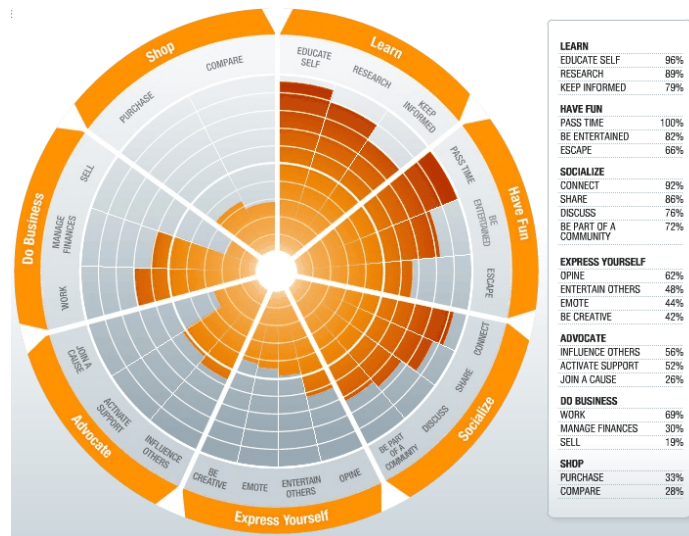 Shop
Learn
Have Fun
Socialize
Express Yourself
Advocate
Do Business
COMPARE
PURCHASE
EDUCATE
SELF
RESEARCH
KEEP
INFORMED
PASS TIME
BE
ENTERTAINED
ESCAPE
CONNECT
SHARE
DISCUSS
BE PART
OF A
COMMUNITY
OPINE
ENTERTAIN
OTHERS
EMOTE
BE
CREATIVE
INFLUENCE
OTHERS
ACTIVATE
SUPPORT
JOIN A
CAUSE
WORK
MANAGE
FINANCES
SELL
LEARN
EDUCATE SELF 96%
RESEARCH 89%
KEEP INFORMED 79%
HAVE FUN
PASS TIME 100%
BE ENTERTAINED 82%
ESCAPE 66%
SOCIALIZE
CONNECT 92%
SHARE 86%
DISCUSS 76%
BE PART OF A 72%
COMMUNITY
EXPRESS YOURSELF
OPINE 62%
ENTERTAIN OTHERS 48%
EMOTE 44%
BE CREATIVE 42%
ADVOCATE
INFLUENCE OTHERS 56%
ACTIVATE SUPPORT 52%
JOIN A CAUSE 26%
DO BUSINESS
WORK 69%
MANAGE FINANCES 30%
SELL 19%
SHOP
PURCHASE 33%
COMPARE 28%